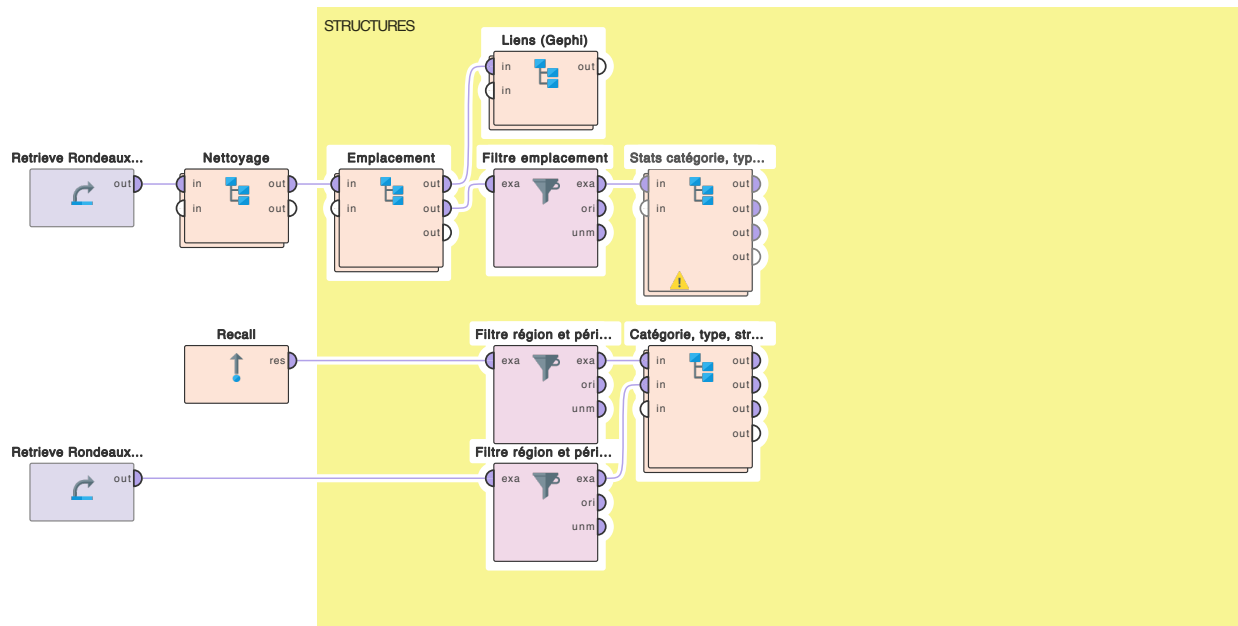 STRUCTURES
Liens (Gephi)
in out
in
Retrieve Rondeaux...
out
Nettoyage
in out
in out
Emplacement
in out
in out
out
Filtre emplacement
exa exa
ori
unm
Stats catégorie, typ...
in out
in out
out
out
Recall
res
Filtre région et péri...
exa exa
ori
unm
Catégorie, type, str...
in out
in out
in out
out
Retrieve Rondeaux...
out
Filtre région et péri...
exa exa
ori
unm